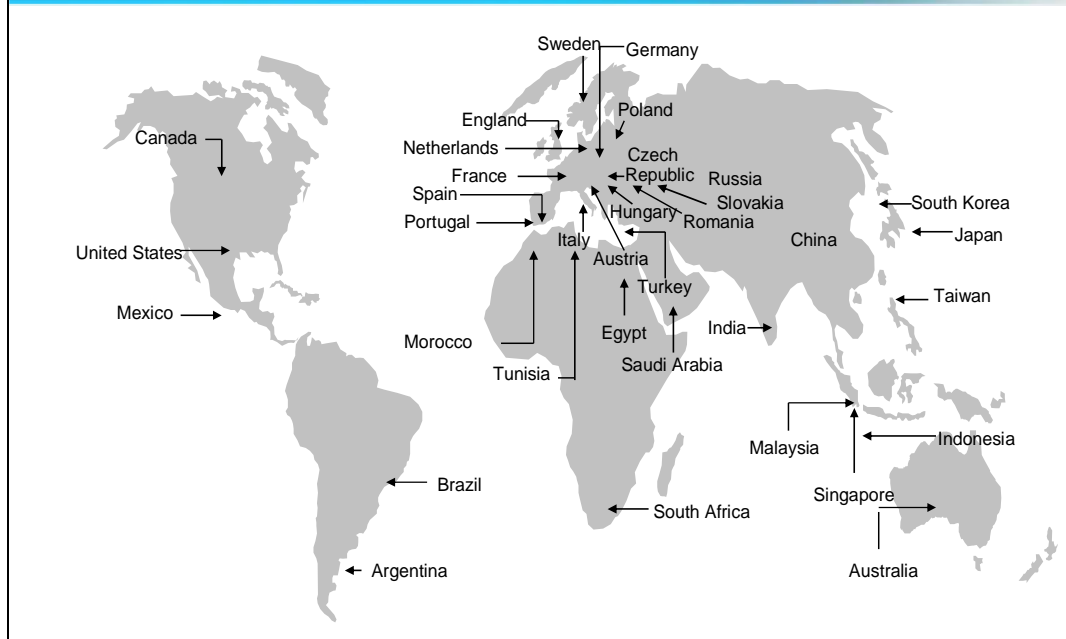 Sweden
Germany
Poland
England
Canada
Netherlands
Czech
Republic
France
Russia
Spain
Slovakia
South Korea
Hungary
Romania
Portugal
Italy
China
Japan
United States
Austria
Turkey
Taiwan
Mexico
India
Egypt
Morocco
Saudi Arabia
Tunisia
Malaysia
Indonesia
Brazil
Singapore
South Africa
Argentina
Australia